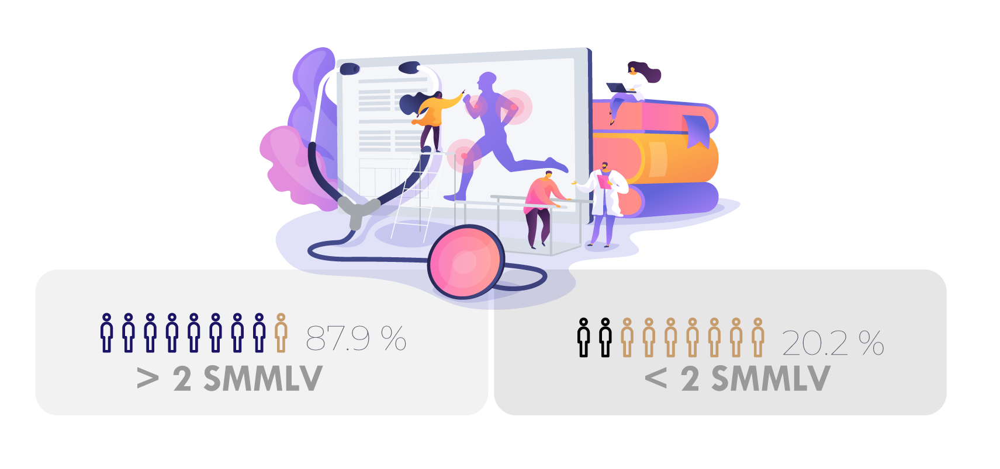 87.9 %
> 2 SMMLV
20.2 %
< 2 SMMLV